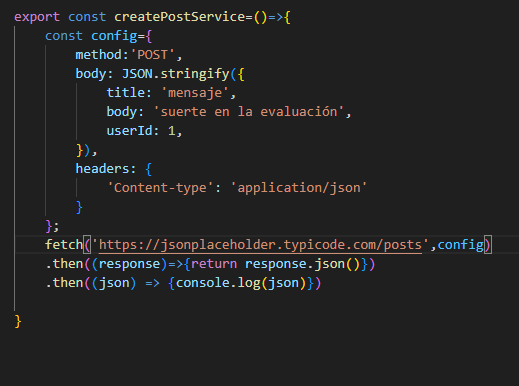 export const createPostService=()=>{
const config={
method:'POST',
body: JSON.stringify({
title: 'mensaje',
body: 'suerte en la evaluación',
userId: 1,
}),
headers: {
'Content-type': 'application/json'
}
};
fetch('https://jsonplaceholder.typicode.com/posts',config)
.then((response)=>{return response.json()})
.then((json) => {console.log(json)})
}